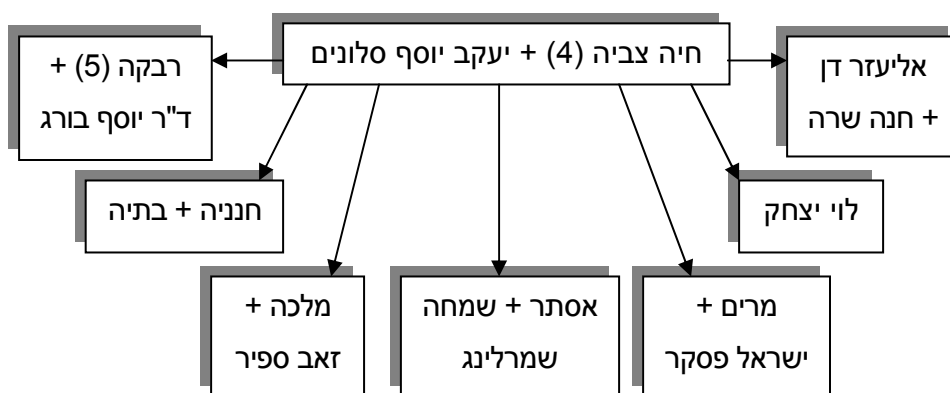 חיה צביה (4) + יעקב יוסף סלונים
אליעזר דן
+ חנה שרה
רבקה (5) +
ד"ר יוסף בורג
לוי יצחק
חנניה + בתיה
מרים +
ישראל פסקר
אסתר + שמחה
שמרלינג
מלכה +
זאב ספיר